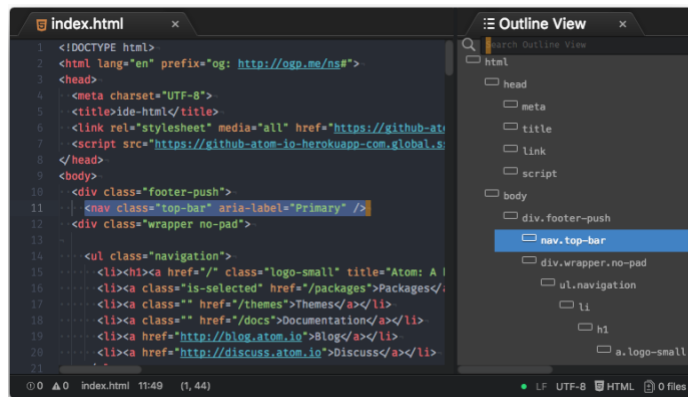 index.html ×
1 <!DOCTYPE html>
2 <html lang="en" prefix="og: http://ogp.me/ns#">
3 <head>
4 <meta charset="UTF-8">
5 <title>ide-html</title>
6 <link rel="stylesheet" media="all" href="https://github-ato
7 <script src="https://github-atom-io-herokuapp-com.global.s
8 </head>
9 <body>
10 <div class="footer-push">
11 <nav class="top-bar" aria-label="Primary" />
12 <div class="wrapper no-pad">
13
14 <ul class="navigation">
15 <li><h1><a href="/" class="logo-small" title="Atom: A
16 <li><a class="is-selected" href="/packages">Packages</a
17 <li><a class="" href="/themes">Themes</a></li>
18 <li><a class="" href="/docs">Documentation</a></li>
19 <li><a href="http://blog.atom.io">Blog</a></li>
20 <li><a href="http://discuss.atom.io">Discuss</a></li>
21
Outline View ×
Search Outline View
html
head
meta
title
link
script
body
div.footer-push
nav.top-bar
div.wrapper.no-pad
ul.navigation
li
h1
a.logo-small
0 0 index.html 11:49 (1, 44) LF UTF-8 HTML 0 files